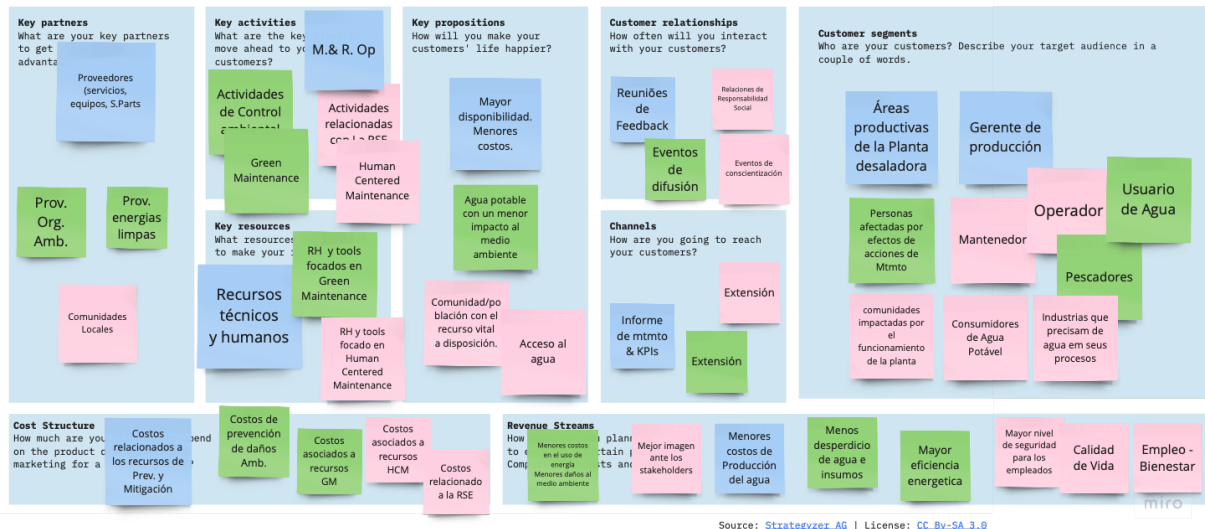 Key partners
What are your key partners
to get
advanta
Proveedores
(servicios,
equipos, S.Parts
Prov.
Org.
Amb.
Prov.
energias
limpas
Comunidades
Locales
Key activities
What are the key
move ahead to yo
customers?
M.& R. Op
Actividades
de Control
ambiental
Actividades
relacionadas
con La RSE
Green
Maintenance
Human
Centered
Maintenance
Key resources
What resources
to make your
RH y tools
focados en
Green
Maintenance
Recursos
técnicos
y humanos
RH y tools
focado en
Human
Centered
Maintenance
Key propositions
How will you make your
customers' life happier?
Mayor
disponibilidad.
Menores
costos.
Agua potable
con un menor
impacto al
medio
ambiente
Comunidad/po
blación con el
recurso vital
a disposición.
Acceso al
agua
Customer relationships
How often will you interact
with your customers?
Reuniões
de
Feedback
Relaciones de
Responsabilidad
Social
Eventos
de
difusión
Eventos de
conscientización
Channels
How are you going to reach
your customers?
Extensión
Informe
de mtmto
& KPIs
Extensión
Customer segments
Who are your customers? Describe your target audience in a
couple of words.
Áreas
productivas
de la Planta
desaladora
Gerente de
producción
Usuario
de Agua
Operador
Mantenedor
Personas
afectadas por
efectos de
acciones de
Mtmto
Pescadores
comunidades
impactadas por
el
funcionamiento
de la planta
Consumidores
de Agua
Potável
Industrias que
precisam de
agua em seus
procesos
Cost Structure
How much are you
pend
on the product
marketing for a
?
Costos
relacionados a
los recursos de
Prev. y
Mitigación
Costos de
prevención
de daños
Amb.
Costos
asociados a
recursos
GM
Costos
asociados a
recursos
HCM
Costos
relacionado
a la RSE
Revenue Streams
How
plann
to e
rtain p
Comp
sts and
Menores costos
en el uso de
energía
Menores daños al
medio ambiente
Mejor imagen
ante los
stakeholders
Menores
costos de
Producción
del agua
Menos
desperdicio
de agua e
insumos
Mayor
eficiencia
energetica
Mayor nivel
de seguridad
para los
empleados
Calidad
de Vida
Empleo -
Bienestar
miro
Source: Strategyzer AG | License: CC By-SA 3.0